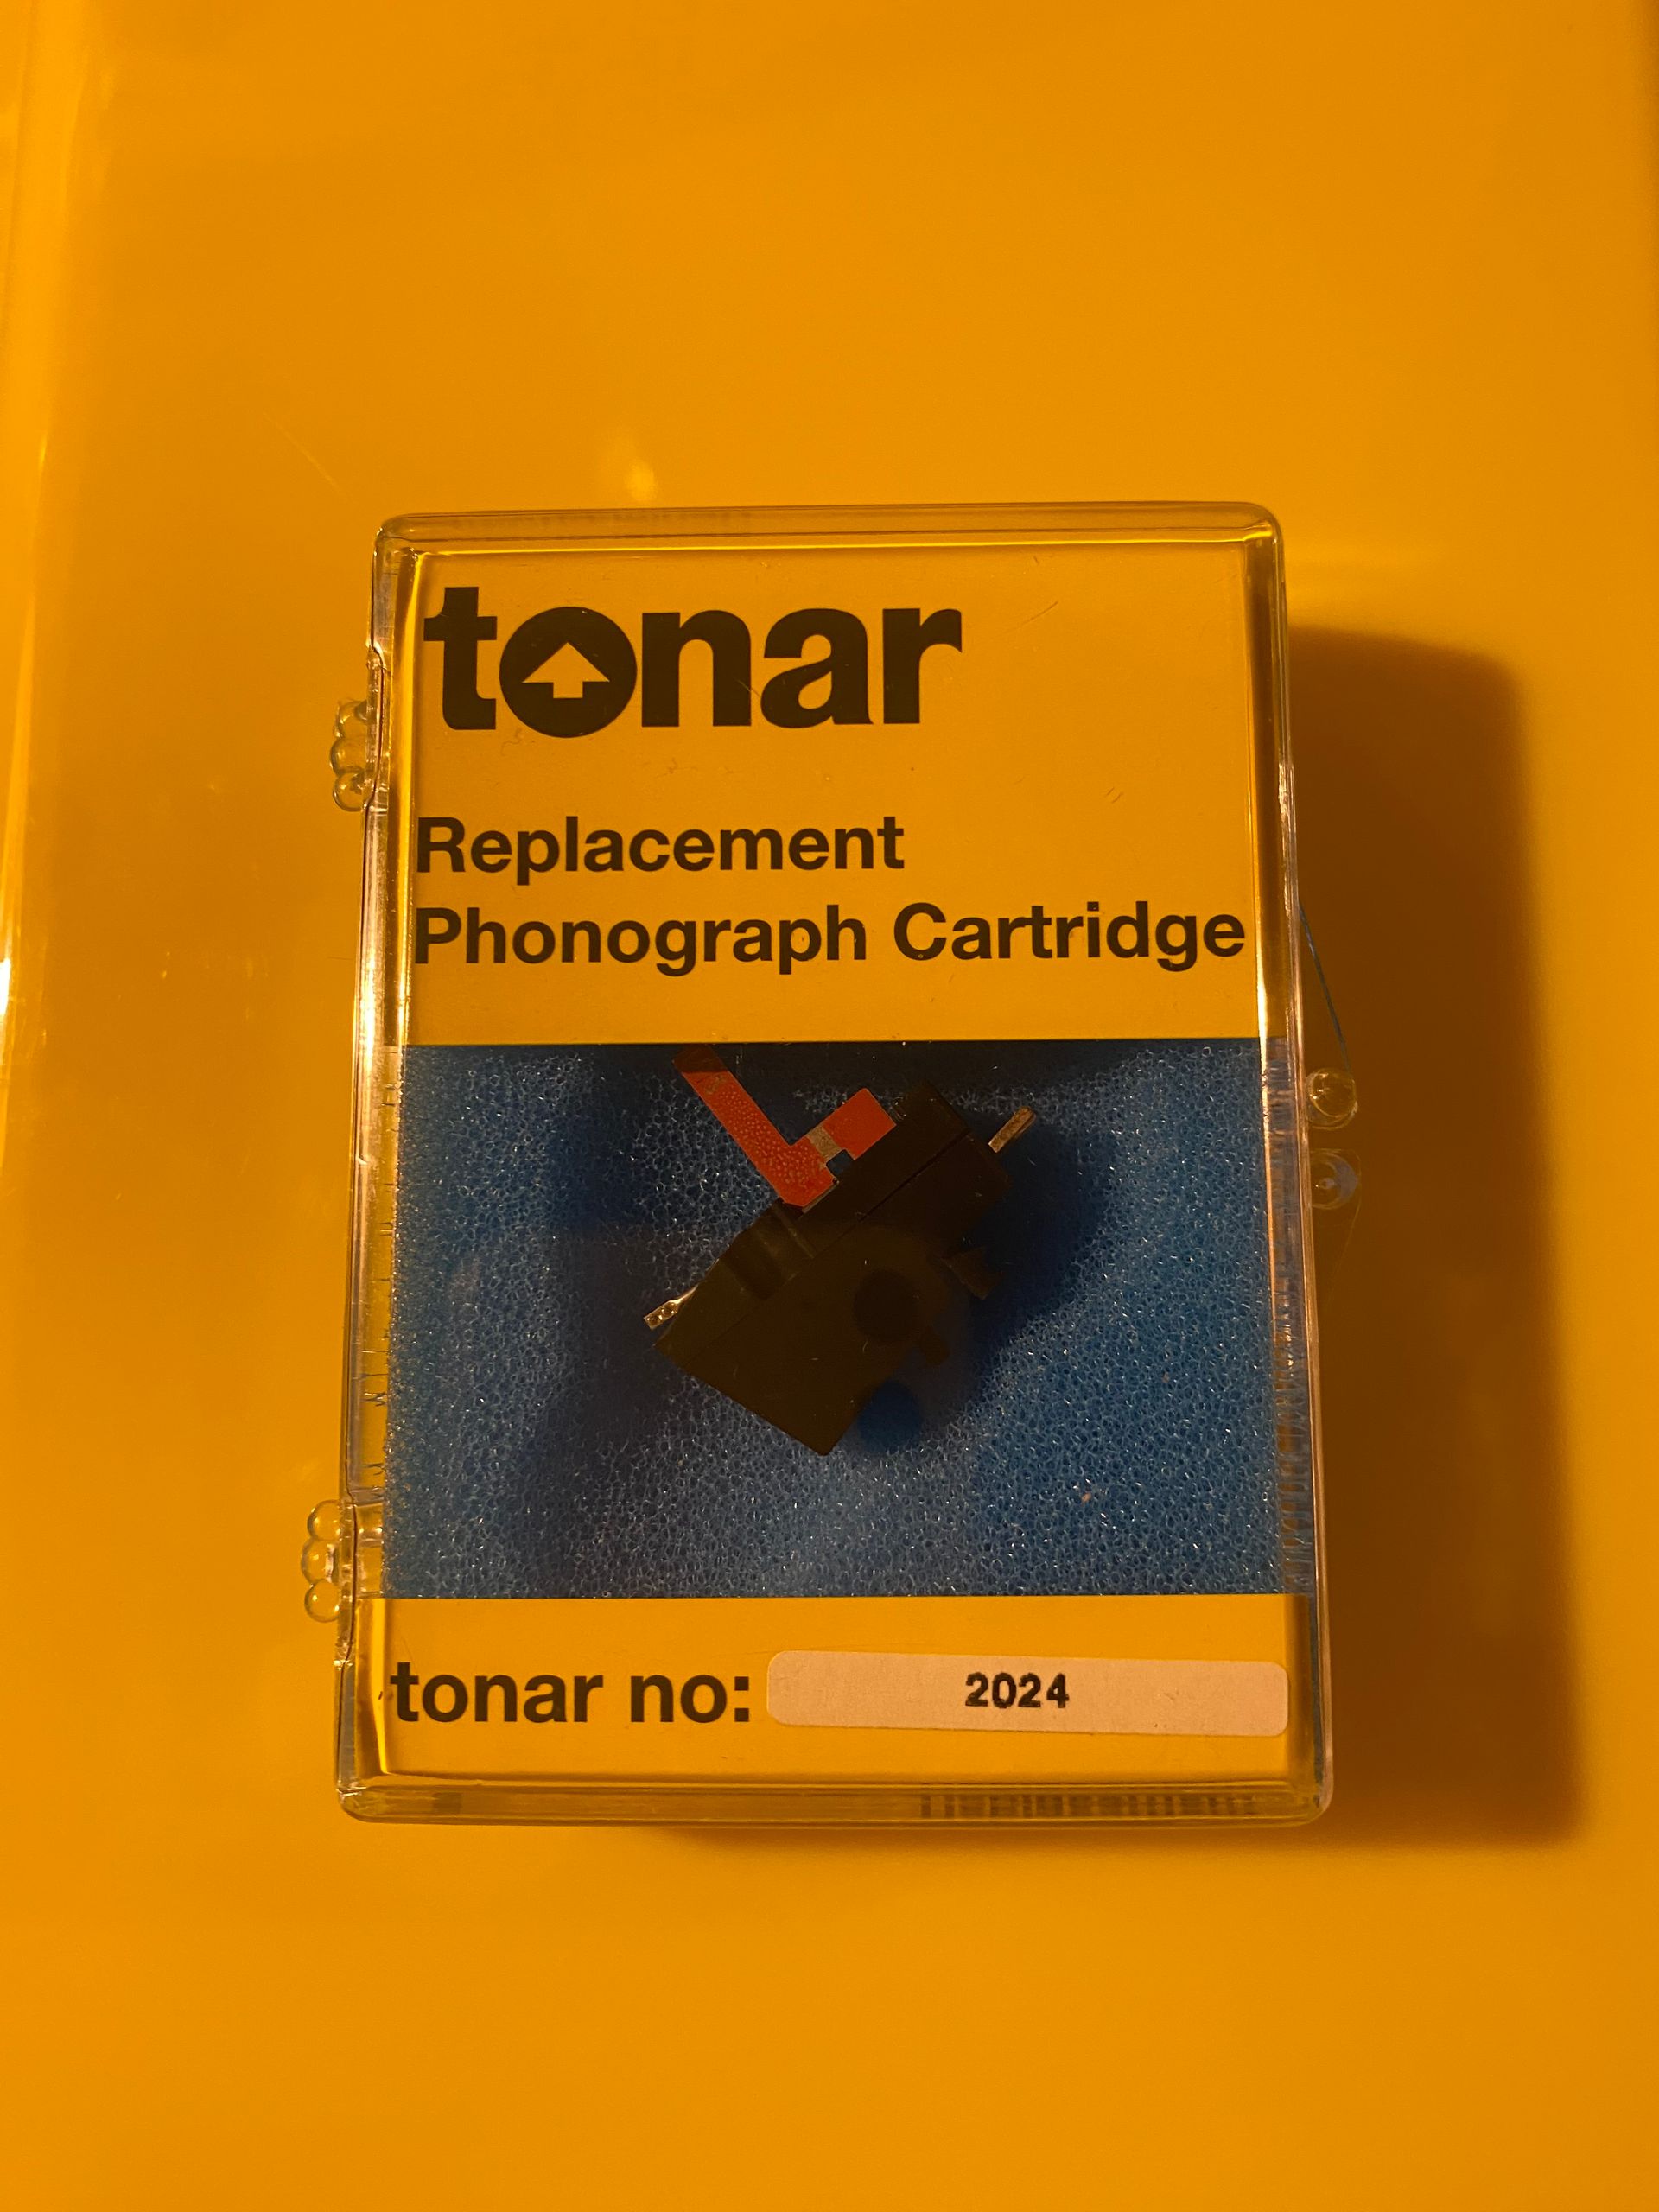 tonar
Replacement
Phonograph Cartridge
tonar no: 2024